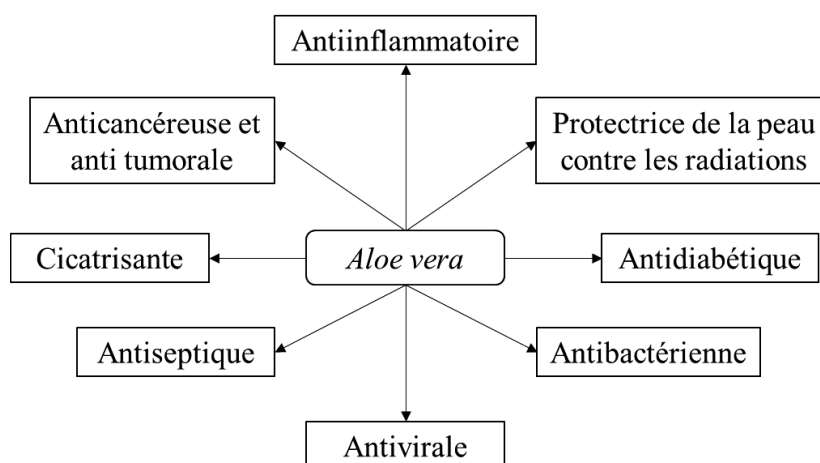 Antiinflammatoire
Anticancéreuse et
anti tumorale
Protectrice de la peau
contre les radiations
Cicatrisante
Aloe vera
Antidiabétique
Antiseptique
Antibactérienne
Antivirale